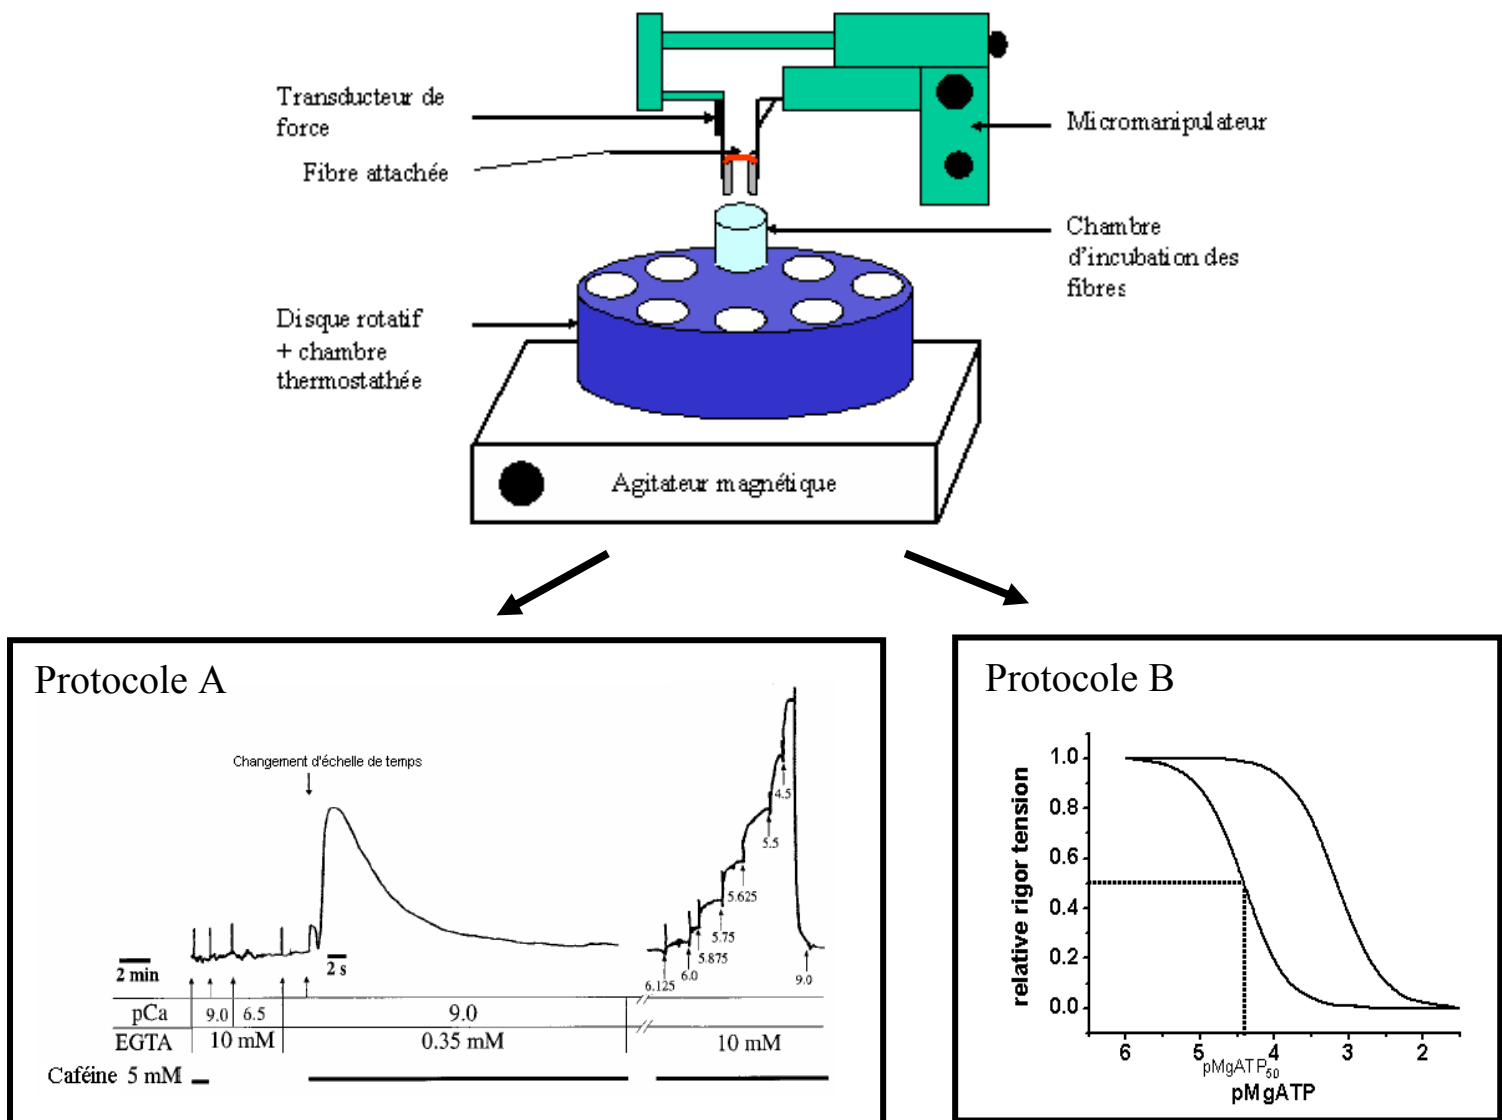 Transducteur de
force
Fibre attachée
Micromanipulateur
Chambre
d'incubation des
fibres
Disque rotatif
+ chambre
thermostathée
Agitateur magnétique
Protocole A
Changement d'échelle de temps
4.5
5.5
5.625
5.75
5.875
6.0
6.125
9.0
2 min
2 s
pCa 9.0 6.5 9.0
EGTA 10 mM 0.35 mM 10 mM
Caféine 5 mM
Protocole B
relative rigor tension
1.0
0.8
0.6
0.4
0.2
0.0
6 5 4 3 2
pMgATP50
pMgATP